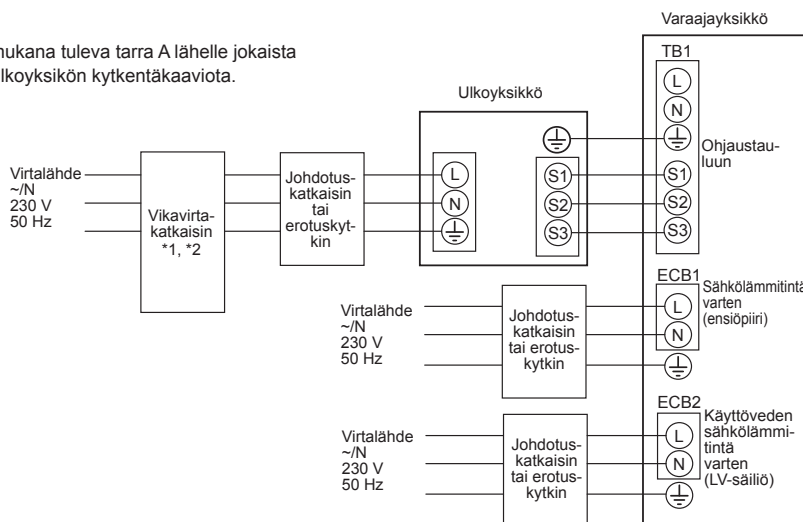 Varaajayksikkö
mukana tuleva tarra A lähelle jokaista
ulkoyksikön kytkentäkaaviota.
TB1
L
N
Ulkoyksikkö
Ohjaustau-
luun
Virtalähde
~/N
230 V
50 Hz
Vikavirta-
katkaisin
*1, *2
Johdotus-
katkaisin
tai
erotuskyt-
kin
L
N
S1
S2
S3
S1
S2
S3
ECB1
Sähkölämmitintä
varten
(ensiöpiiri)
L
N
Virtalähde
~/N
230 V
50 Hz
Johdotus-
katkaisin
tai erotus-
kytkin
ECB2
Käyttöveden
sähkölämmi-
tintä
varten
(LV-säiliö)
L
N
Virtalähde
~/N
230 V
50 Hz
Johdotus-
katkaisin
tai erotus-
kytkin